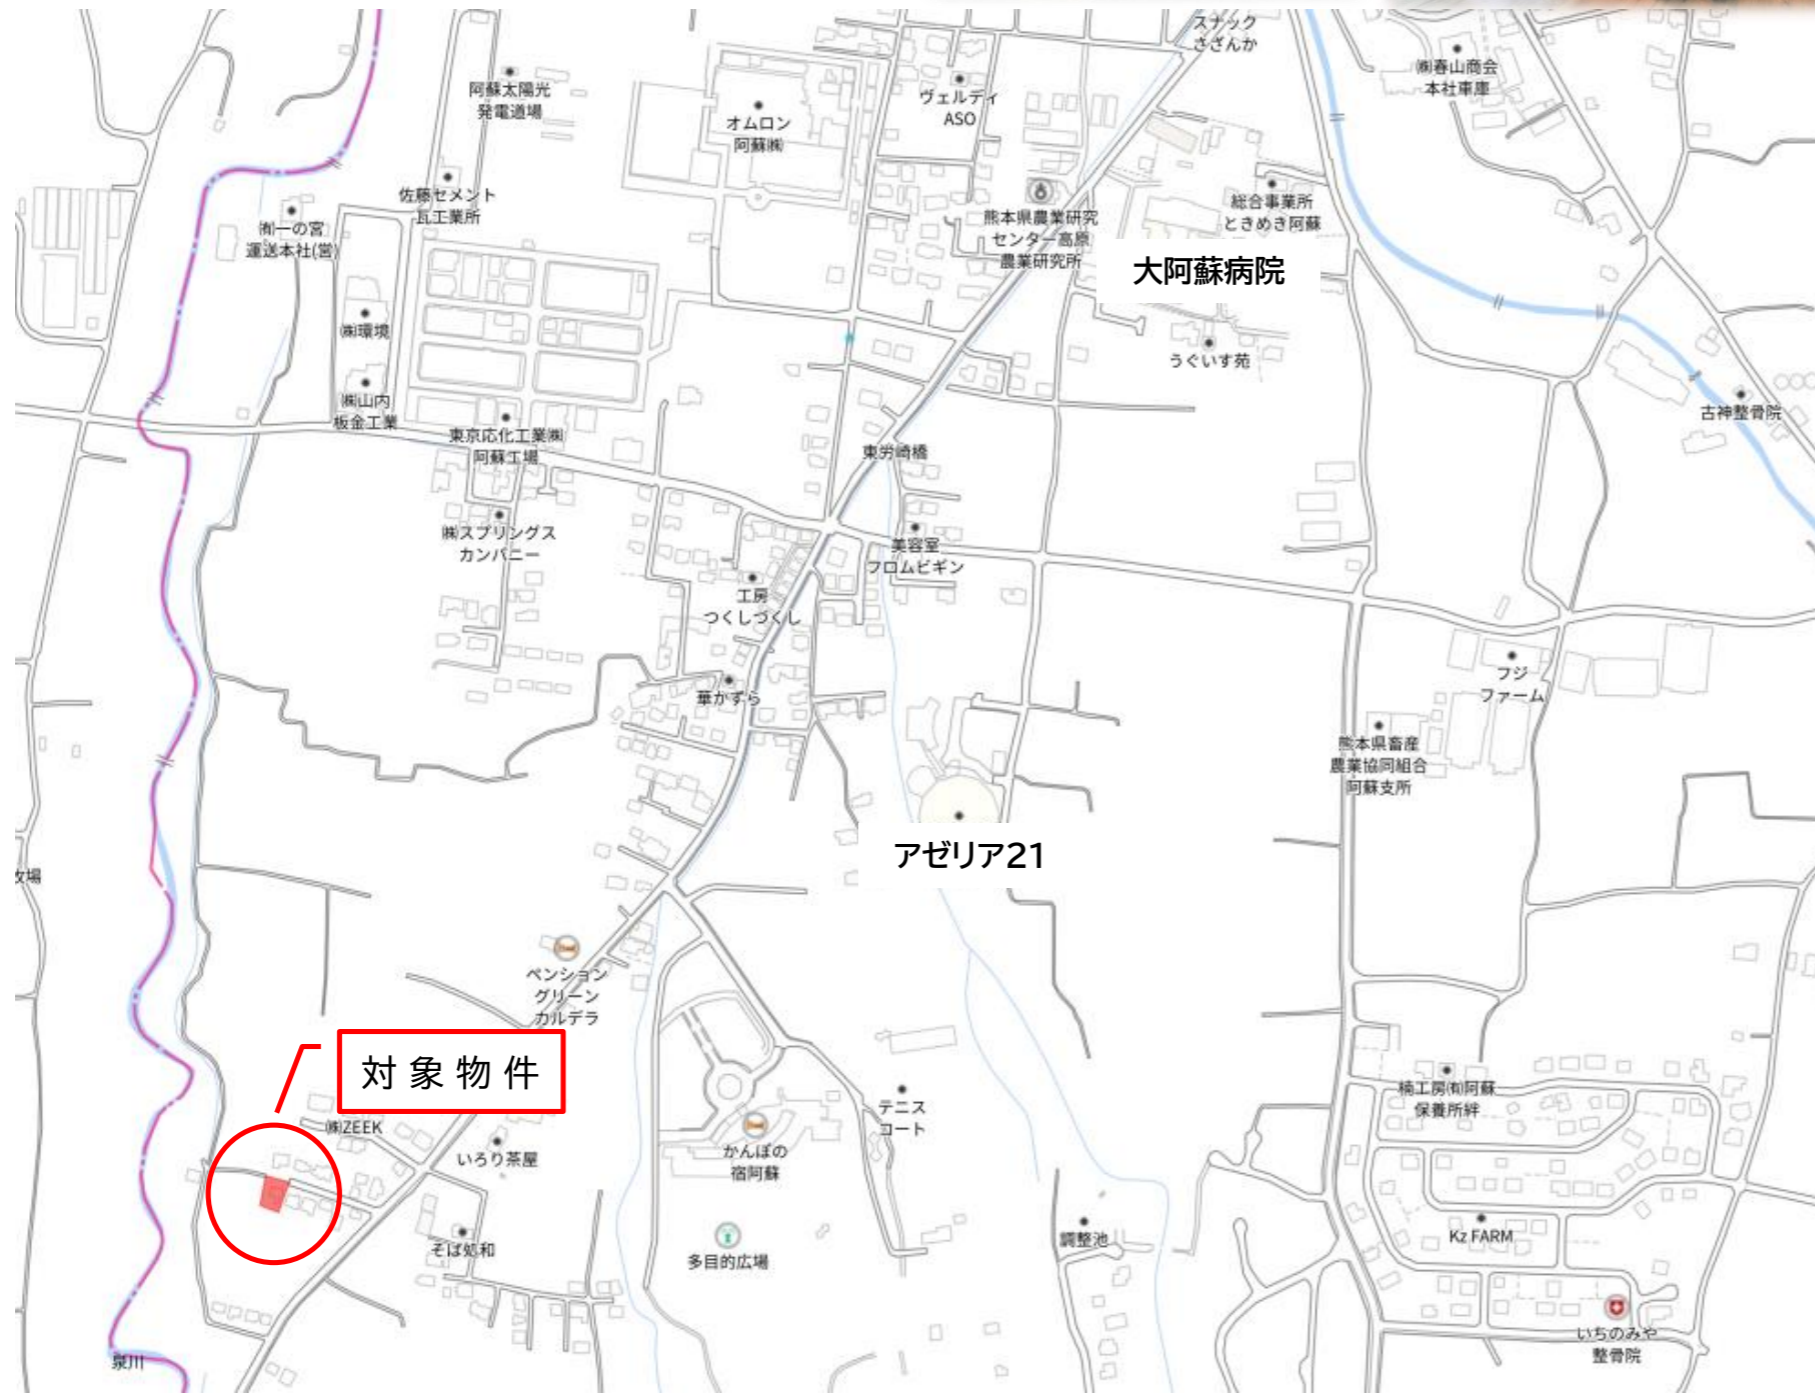 スナック
さざんか
㈱春山商会
本社車庫
阿蘇太陽光
発電道場
オムロン
阿蘇㈱
ヴェルディ
ASO
佐藤セメント
瓦工業所
㈲一の宮
運送本社(営)
熊本県農業研究
センター高原
農業研究所
総合事業所
ときめき阿蘇
大阿蘇病院
㈱環境
うぐいす苑
㈱山内
板金工業
古神整骨院
東京応化工業㈱
阿蘇工場
東労崎橋
㈱スプリングス
カンパニー
美容室
フロムビギン
工房
つくしづくし
華かずら
フジ
ファーム
熊本県畜産
農業協同組合
阿蘇支所
アゼリア21
牧場
ペンション
グリーン
カルデラ
対象物件
㈱ZEEK
いろり茶屋
テニス
コート
かんぽの
宿阿蘇
楠工房㈲阿蘇
保養所絆
そば処和
多目的広場
調整池
Kz FARM
いちのみや
整骨院
泉川